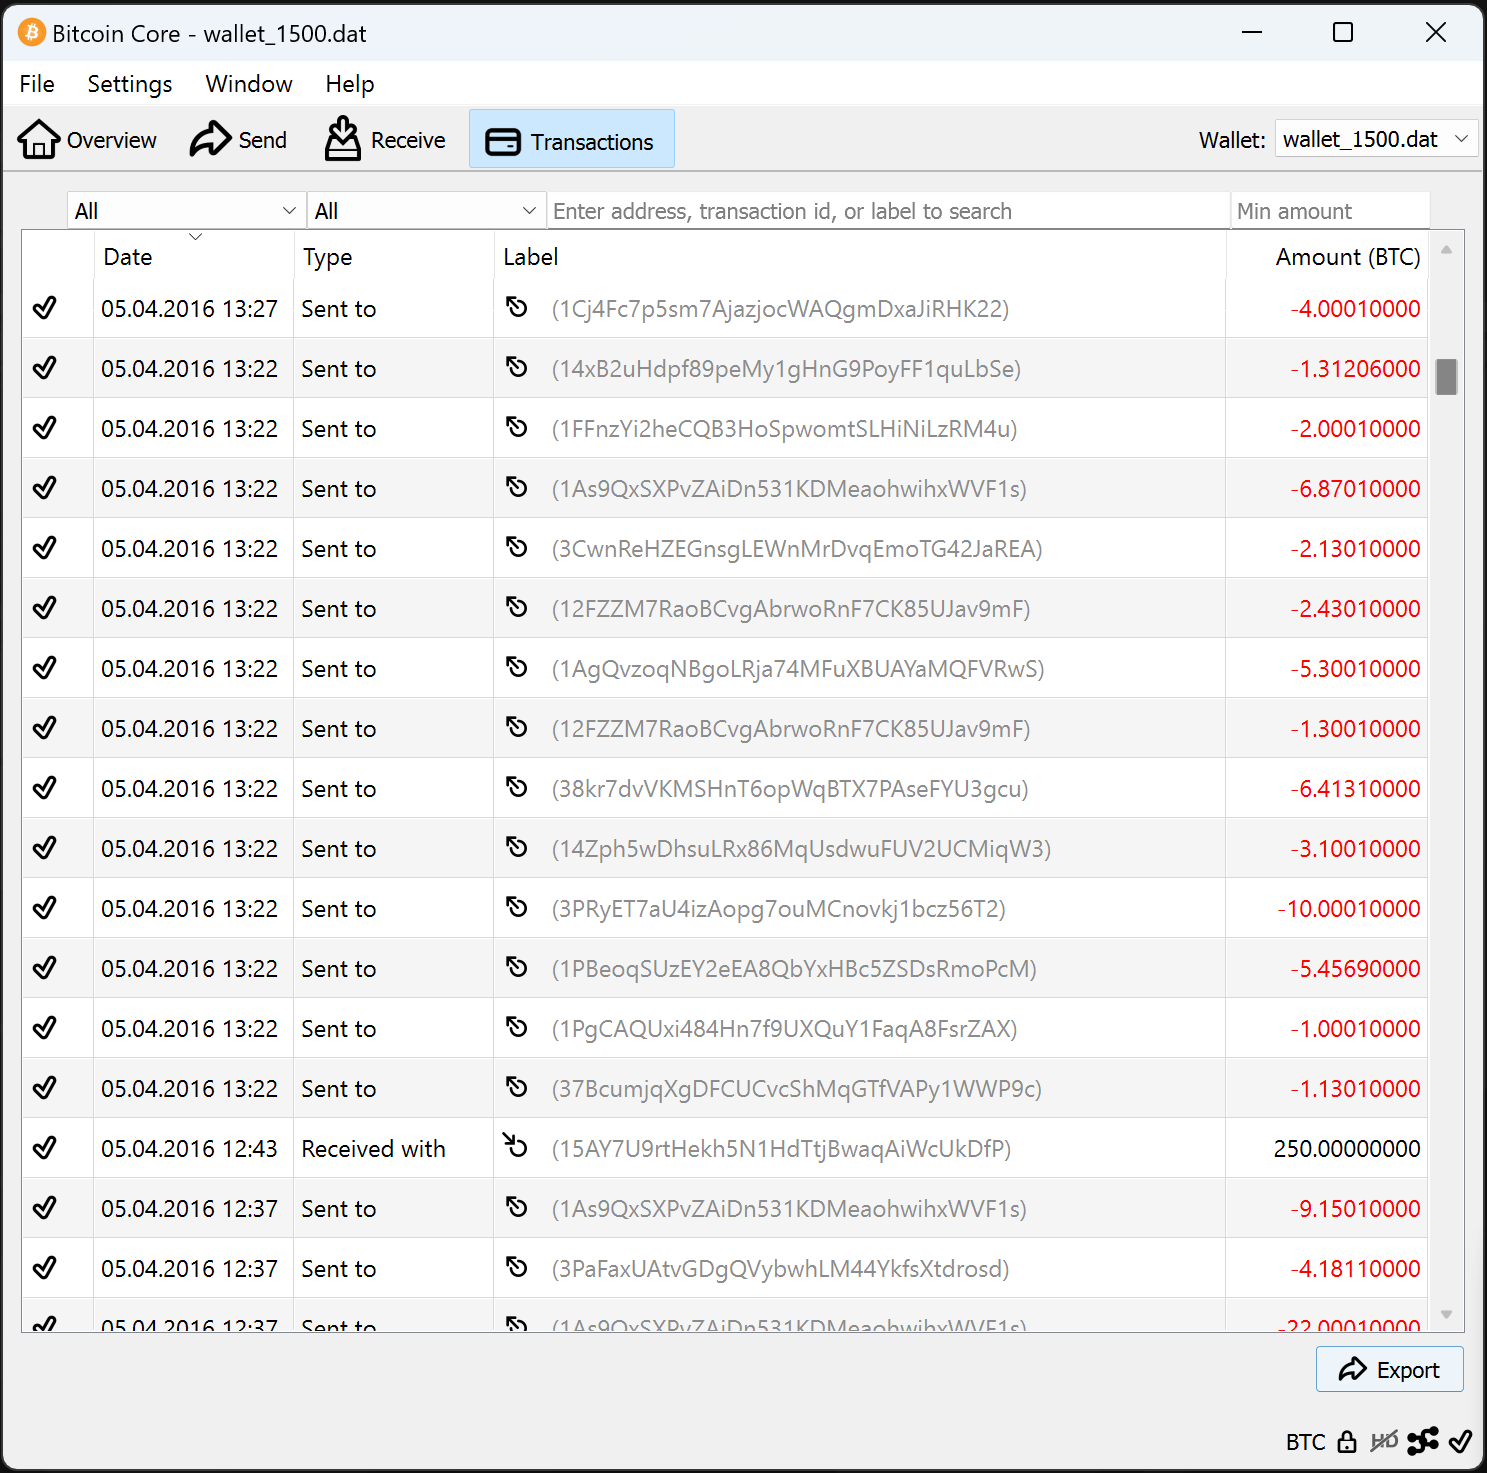 Bitcoin Core - wallet_1500.dat
File Settings Window Help
Overview Send Receive Transactions Wallet: wallet_1500.dat
All All Enter address, transaction id, or label to search Min amount
Date Type Label Amount (BTC)
05.04.2016 13:27 Sent to (1Cj4Fc7p5sm7AjazjocWAQgmDxaJiRHK22) -4.00010000
05.04.2016 13:22 Sent to (14xB2uHdpf89peMy1gHnG9PoyFF1quLbSe) -1.31206000
05.04.2016 13:22 Sent to (1FFnzYi2heCQB3HoSpwomtSLHiNiLzRM4u) -2.00010000
05.04.2016 13:22 Sent to (1As9QxSXPvZAiDn531KDMeaohwihxWVF1s) -6.87010000
05.04.2016 13:22 Sent to (3CwnReHZEGnsgLEWnMrDvqEmoTG42JaREA) -2.13010000
05.04.2016 13:22 Sent to (12FZZM7RaoBCvgAbrwoRnF7CK85UJav9mF) -2.43010000
05.04.2016 13:22 Sent to (1AgQvzoqNBgoLRja74MFuXBUAYaMQFVRwS) -5.30010000
05.04.2016 13:22 Sent to (12FZZM7RaoBCvgAbrwoRnF7CK85UJav9mF) -1.30010000
05.04.2016 13:22 Sent to (38kr7dvVKMSHnT6opWqBTX7PAseFYU3gcu) -6.41310000
05.04.2016 13:22 Sent to (14Zph5wDhsuLRx86MqUsdwuFUV2UCMiqW3) -3.10010000
05.04.2016 13:22 Sent to (3PRyET7aU4izAopg7ouMCnovkj1bcz56T2) -10.00010000
05.04.2016 13:22 Sent to (1PBeoqSUzEY2eEA8QbYxHBc5ZSDsRmoPcM) -5.45690000
05.04.2016 13:22 Sent to (1PgCAQUxi484Hn7f9UXQuY1FaqA8FsrZAX) -1.00010000
05.04.2016 13:22 Sent to (37BcumjqXgDFCUCvcShMqGTfVAPy1WWP9c) -1.13010000
05.04.2016 12:43 Received with (15AY7U9rtHekh5N1HdTtjBwaqAiWcUkDfP) 250.00000000
05.04.2016 12:37 Sent to (1As9QxSXPvZAiDn531KDMeaohwihxWVF1s) -9.15010000
05.04.2016 12:37 Sent to (3PaFaxUAtvGDgQVybwhLM44YkfsXtdrosd) -4.18110000
05.04.2016 12:37 Sent to (1As9QxSXPvZAiDn531KDMeaohwihxWVF1s) -22.00010000
Export
BTC HD